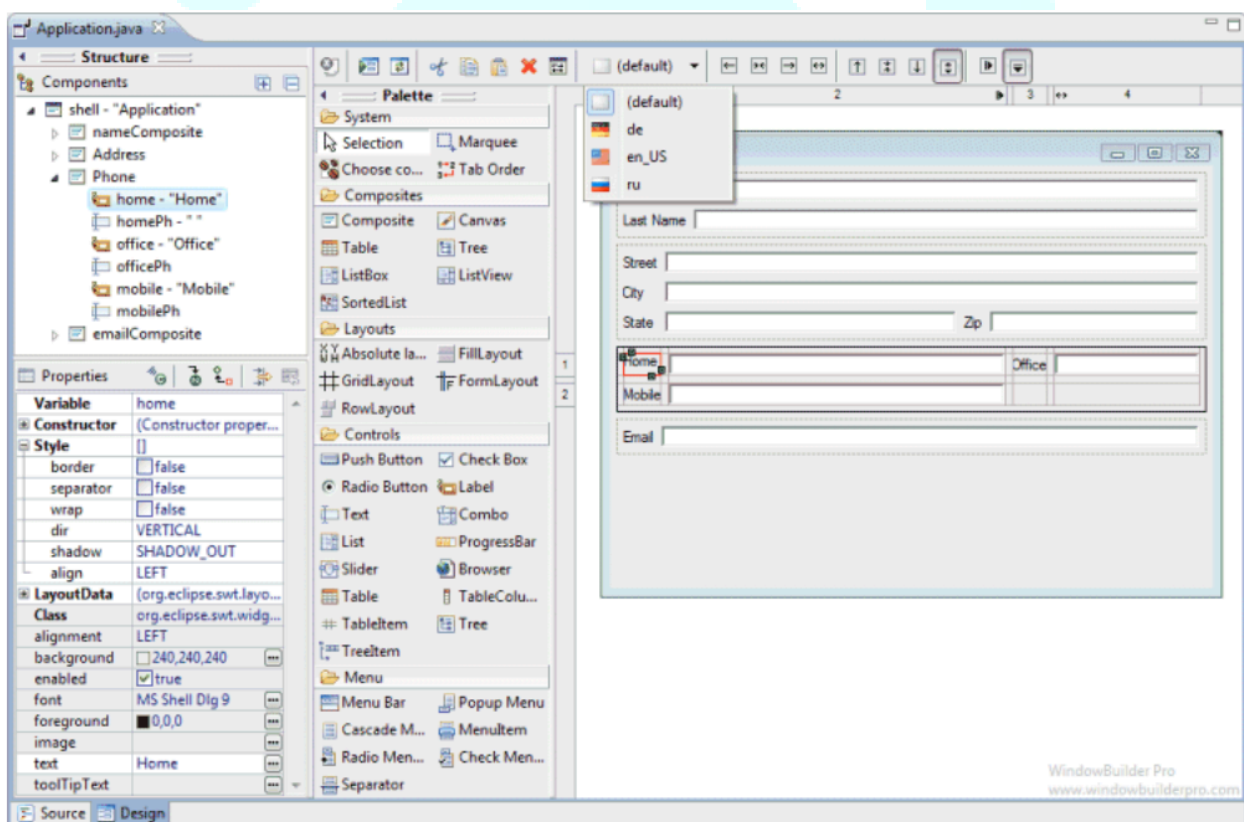 Application.java
Structure
Components
shell - "Application"
nameComposite
Address
Phone
home - "Home"
homePh - " "
office - "Office"
officePh
mobile - "Mobile"
mobilePh
emailComposite
Properties
Variable home
Constructor (Constructor proper...
Style []
border false
separator false
wrap false
dir VERTICAL
shadow SHADOW_OUT
align LEFT
LayoutData (org.eclipse.swt.layo...
Class org.eclipse.swt.widg...
alignment LEFT
background 240,240,240
enabled true
font MS Shell Dlg 9
foreground 0,0,0
image
text Home
toolTipText
Source Design
Palette
System
Selection Marquee
Choose co... Tab Order
Composites
Composite Canvas
Table Tree
ListBox ListView
SortedList
Layouts
Absolute la... FillLayout
GridLayout FormLayout
RowLayout
Controls
Push Button Check Box
Radio Button Label
Text Combo
List ProgressBar
Slider Browser
Table TableColu...
TableItem Tree
TreeItem
Menu
Menu Bar Popup Menu
Cascade M... MenuItem
Radio Men... Check Men...
Separator
(default)
(default)
de
en_US
ru
2 3 4
1
2
Last Name
Street
City
State Zip
Home Office
Mobile
Email
WindowBuilder Pro
www.windowbuilderpro.com